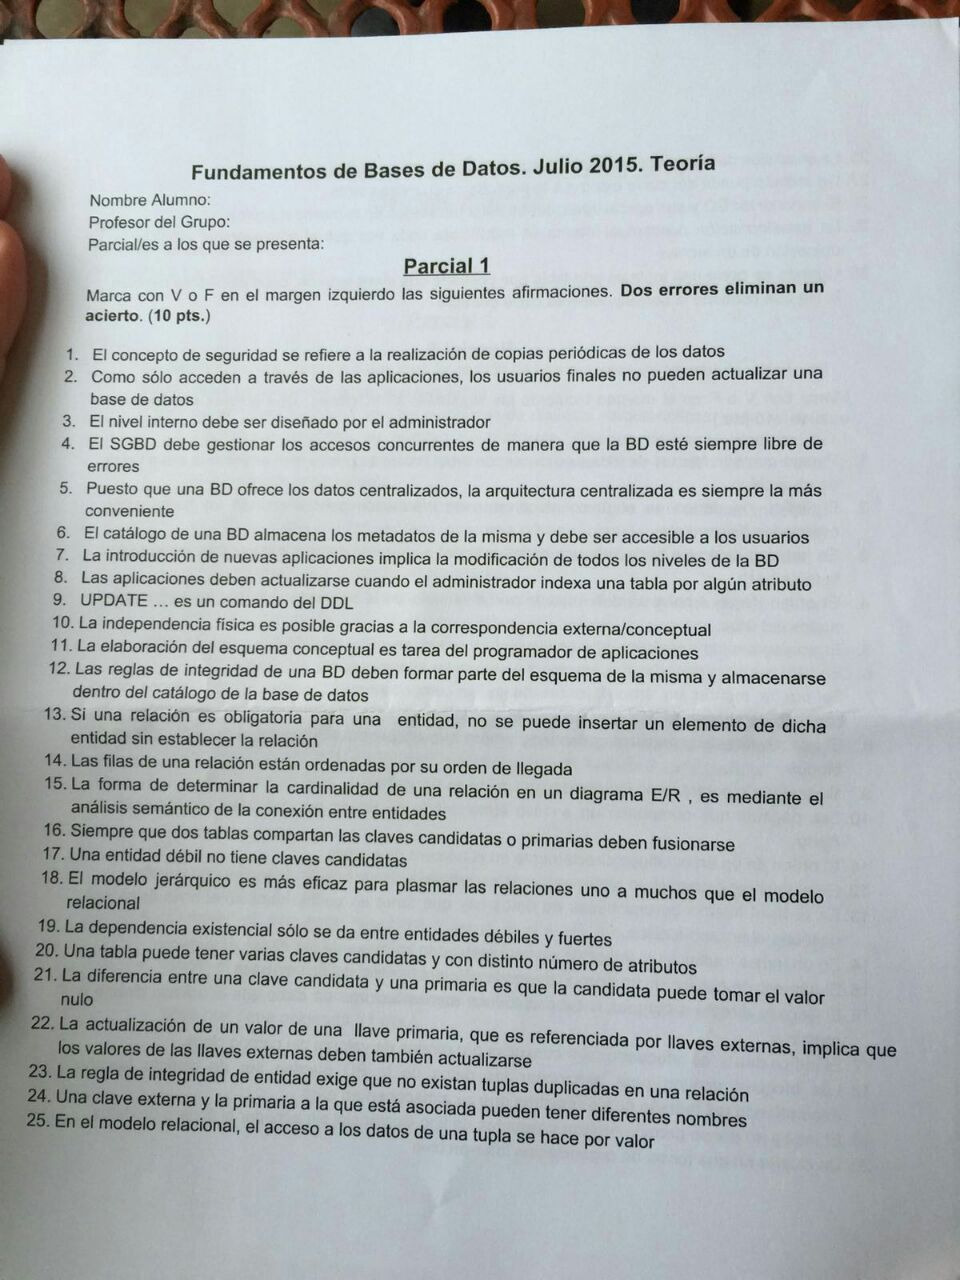 Fundamentos de Bases de Datos. Julio 2015. Teoría
Nombre Alumno:
Profesor del Grupo:
Parcial/es a los que se presenta:
Parcial 1
Marca con V o F en el margen izquierdo las siguientes afirmaciones. Dos errores eliminan un
acierto. (10 pts.)
1. El concepto de seguridad se refiere a la realización de copias periódicas de los datos
2. Como sólo acceden a través de las aplicaciones, los usuarios finales no pueden actualizar una
base de datos
3. El nivel interno debe ser diseñado por el administrador
4. El SGBD debe gestionar los accesos concurrentes de manera que la BD esté siempre libre de
errores
5. Puesto que una BD ofrece los datos centralizados, la arquitectura centralizada es siempre la más
conveniente
6. El catálogo de una BD almacena los metadatos de la misma y debe ser accesible a los usuarios
7. La introducción de nuevas aplicaciones implica la modificación de todos los niveles de la BD
8. Las aplicaciones deben actualizarse cuando el administrador indexa una tabla por algún atributo
9. UPDATE ... es un comando del DDL
10. La independencia física es posible gracias a la correspondencia externa/conceptual
11. La elaboración del esquema conceptual es tarea del programador de aplicaciones
12. Las reglas de integridad de una BD deben formar parte del esquema de la misma y almacenarse
dentro del catálogo de la base de datos
13. Si una relación es obligatoria para una entidad, no se puede insertar un elemento de dicha
entidad sin establecer la relación
14. Las filas de una relación están ordenadas por su orden de llegada
15. La forma de determinar la cardinalidad de una relación en un diagrama E/R , es mediante el
análisis semántico de la conexión entre entidades
16. Siempre que dos tablas compartan las claves candidatas o primarias deben fusionarse
17. Una entidad débil no tiene claves candidatas
18. El modelo jerárquico es más eficaz para plasmar las relaciones uno a muchos que el modelo
relacional
19. La dependencia existencial sólo se da entre entidades débiles y fuertes
20. Una tabla puede tener varias claves candidatas y con distinto número de atributos
21. La diferencia entre una clave candidata y una primaria es que la candidata puede tomar el valor
nulo
22. La actualización de un valor de una llave primaria, que es referenciada por llaves externas, implica que
los valores de las llaves externas deben también actualizarse
23. La regla de integridad de entidad exige que no existan tuplas duplicadas en una relación
24. Una clave externa y la primaria a la que está asociada pueden tener diferentes nombres
25. En el modelo relacional, el acceso a los datos de una tupla se hace por valor